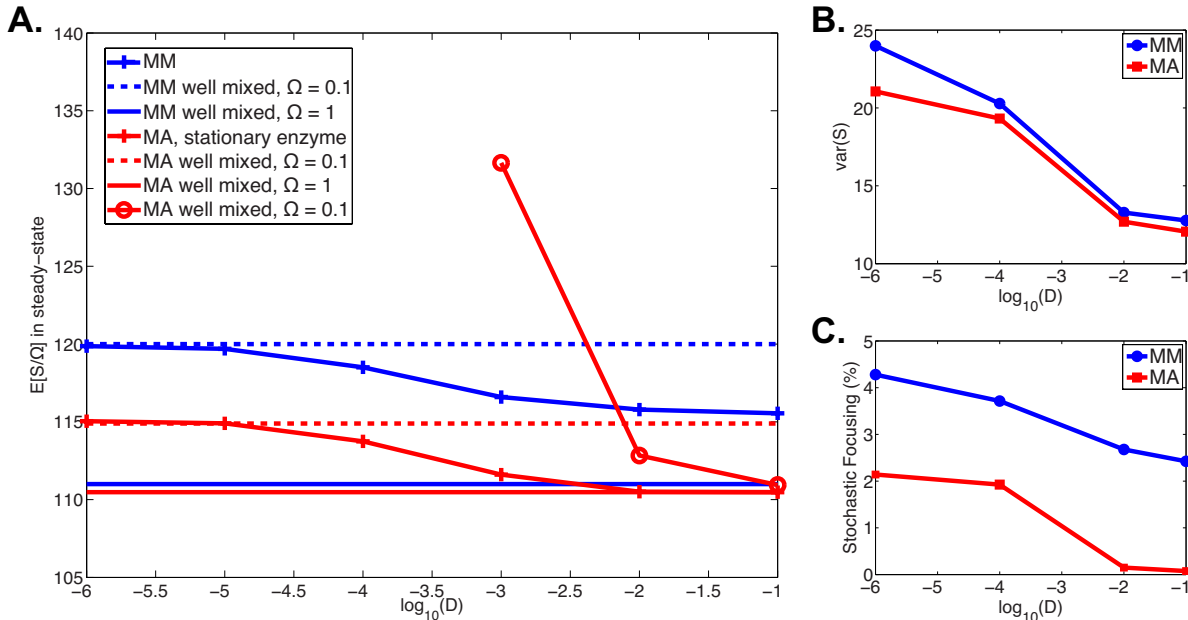 A.
140
135
130
125
120
115
110
105
E[S/Ω] in steady−state
MM
MM well mixed, Ω = 0.1
MM well mixed, Ω = 1
MA, stationary enzyme
MA well mixed, Ω = 0.1
MA well mixed, Ω = 1
MA well mixed, Ω = 0.1
−6 −5.5 −5 −4.5 −4 −3.5 −3 −2.5 −2 −1.5 −1
log10(D)
B.
25
20
15
10
var(S)
MM
MA
−6 −5 −4 −3 −2 −1
log10(D)
C.
5
4
3
2
1
0
Stochastic Focusing (%)
MM
MA
−6 −5 −4 −3 −2 −1
log10(D)